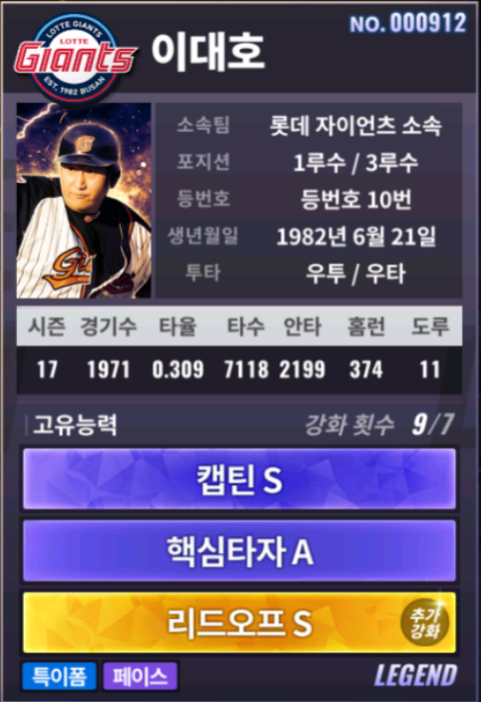 LOTTE GIANTS
LOTTE
Giants
EST. 1982 BUSAN
이대호
NO. 000912
소속팀 롯데 자이언츠 소속
포지션 1루수 / 3루수
등번호 등번호 10번
생년월일 1982년 6월 21일
투타 우투 / 우타
시즌 경기수 타율 타수 안타 홈런 도루
17 1971 0.309 7118 2199 374 11
고유능력 강화 횟수 9/7
캡틴 S
핵심타자 A
리드오프 S 추가 강화
특이폼 페이스 LEGEND